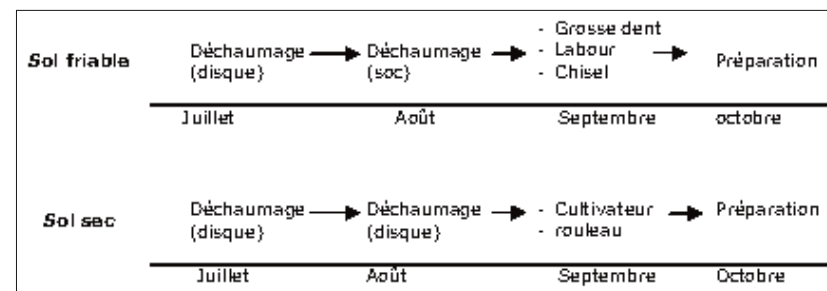 - Grosse dent
Déchaumage Déchaumage - Labour
Sol friable Préparation
(disque) (soc) - Chisel
Juillet Août Septembre octobre
Déchaumage Déchaumage - Cultivateur Préparation
Sol sec
(disque) (disque) - rouleau
Juillet Août Septembre Octobre